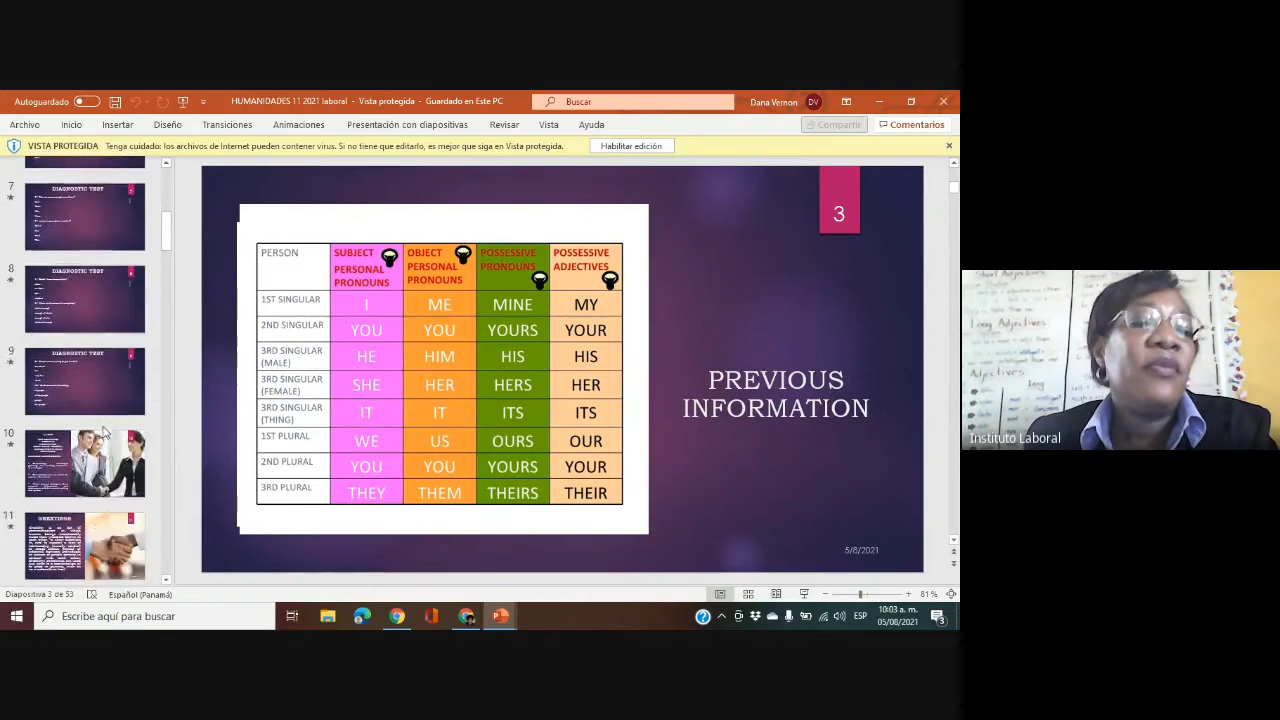 Autoguardado
HUMANIDADES 11 2021 laboral - Vista protegida - Guardado en Este PC
Buscar
Dana Vernon DV
Archivo Inicio Insertar Diseño Transiciones Animaciones Presentación con diapositivas Revisar Vista Ayuda
Compartir Comentarios
VISTA PROTEGIDA Tenga cuidado: los archivos de Internet pueden contener virus. Si no tiene que editarlo, es mejor que siga en Vista protegida. Habilitar edición
7
DIAGNOSTIC TEST
8
DIAGNOSTIC TEST
9
DIAGNOSTIC TEST
10
11
GREETINGS
3
PERSON SUBJECT PERSONAL PRONOUNS OBJECT PERSONAL PRONOUNS POSSESSIVE PRONOUNS POSSESSIVE ADJECTIVES
1ST SINGULAR I ME MINE MY
2ND SINGULAR YOU YOU YOURS YOUR
3RD SINGULAR (MALE) HE HIM HIS HIS
3RD SINGULAR (FEMALE) SHE HER HERS HER
3RD SINGULAR (THING) IT IT ITS ITS
1ST PLURAL WE US OURS OUR
2ND PLURAL YOU YOU YOURS YOUR
3RD PLURAL THEY THEM THEIRS THEIR
PREVIOUS
INFORMATION
5/8/2021
Diapositiva 3 de 53 Español (Panamá) 81 %
Escribe aquí para buscar
ESP
10:03 a. m.
05/08/2021
3
Short Adjectives
Long Adjectives
Adjectives
Long
Instituto Laboral